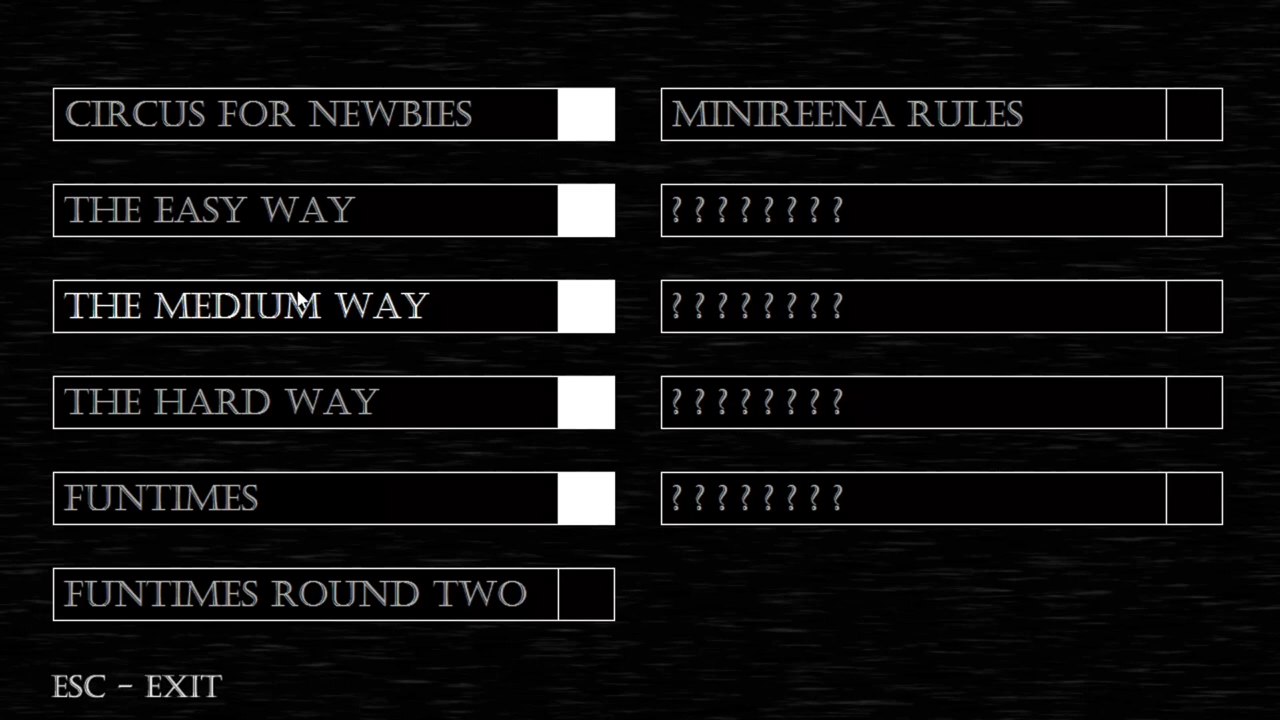 CIRCUS FOR NEWBIES
THE EASY WAY
THE MEDIUM WAY
THE HARD WAY
FUNTIMES
FUNTIMES ROUND TWO
MINIREENA RULES
? ? ? ? ? ? ? ?
? ? ? ? ? ? ? ?
? ? ? ? ? ? ? ?
? ? ? ? ? ? ? ?
ESC - EXIT